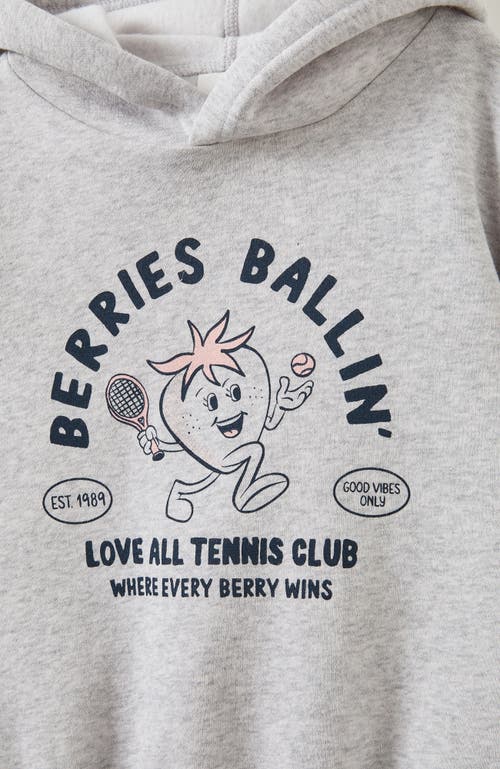 BERRIES BALLIN'
EST. 1989
GOOD VIBES
ONLY
LOVE ALL TENNIS CLUB
WHERE EVERY BERRY WINS